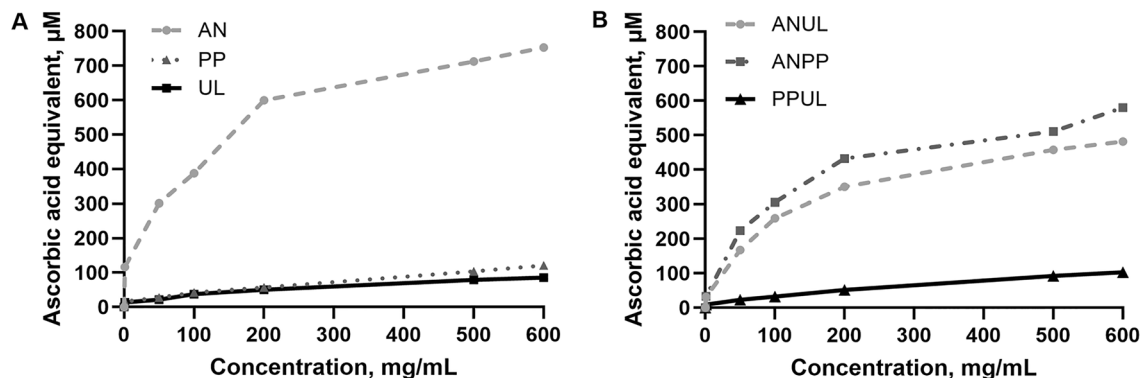 A
Ascorbic acid equivalent, µM
800
700
600
500
400
300
200
100
0
AN
PP
UL
0 100 200 300 400 500 600
Concentration, mg/mL
B
Ascorbic acid equivalent, µM
800
700
600
500
400
300
200
100
0
ANUL
ANPP
PPUL
0 100 200 300 400 500 600
Concentration, mg/mL